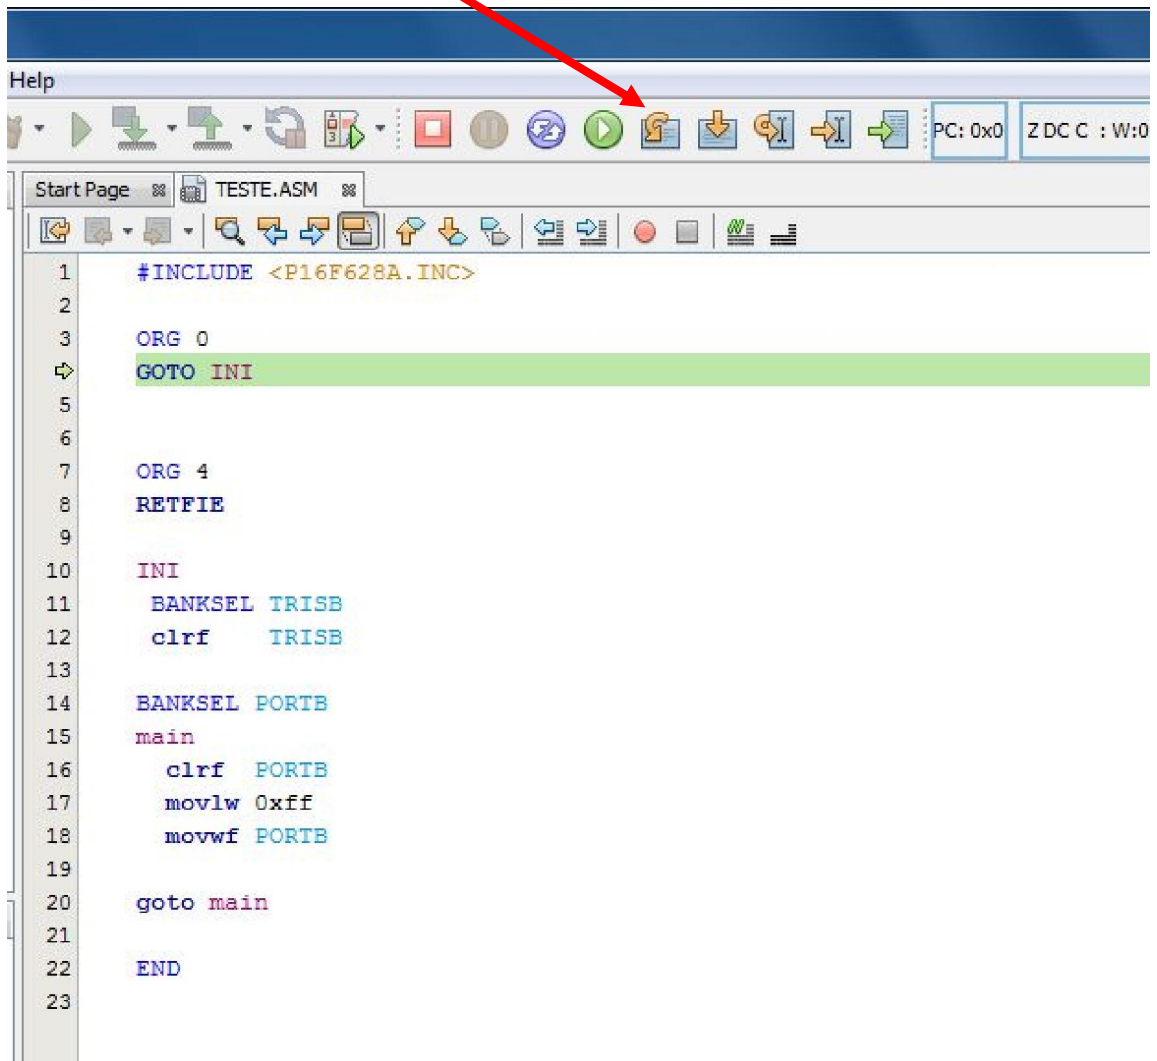 Help
PC: 0x0 Z DC C : W:0
Start Page TESTE.ASM
1 #INCLUDE <P16F628A.INC>
2
3 ORG 0
GOTO INI
5
6
7 ORG 4
8 RETFIE
9
10 INI
11 BANKSEL TRISB
12 clrf TRISB
13
14 BANKSEL PORTB
15 main
16 clrf PORTB
17 movlw 0xff
18 movwf PORTB
19
20 goto main
21
22 END
23